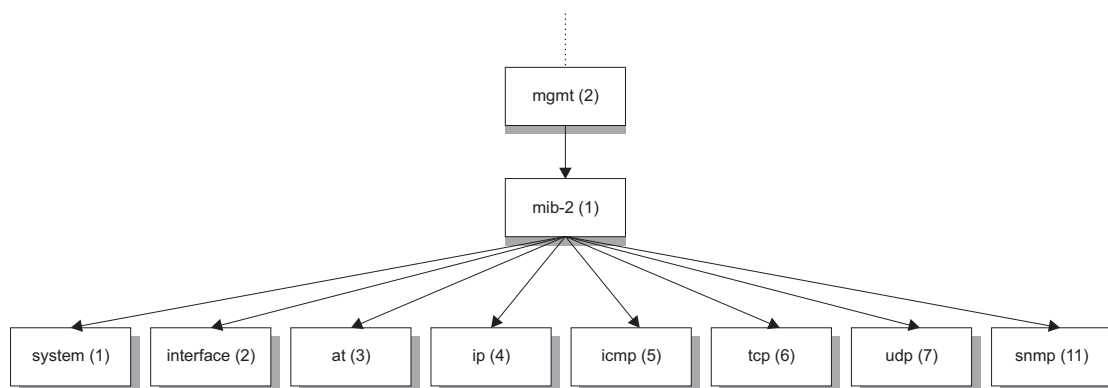 mgmt (2)
mib-2 (1)
system (1)
interface (2)
at (3)
ip (4)
icmp (5)
tcp (6)
udp (7)
snmp (11)